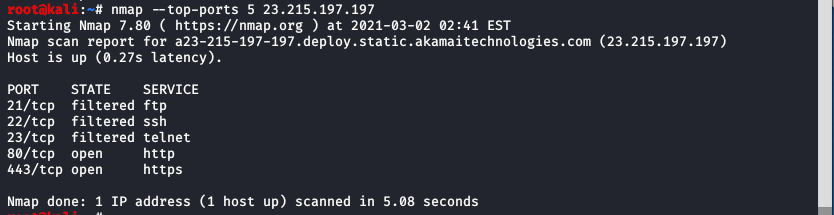 root@kali:~# nmap --top-ports 5 23.215.197.197
Starting Nmap 7.80 ( https://nmap.org ) at 2021-03-02 02:41 EST
Nmap scan report for a23-215-197-197.deploy.static.akamaitechnologies.com (23.215.197.197)
Host is up (0.27s latency).
PORT    STATE    SERVICE
21/tcp  filtered ftp
22/tcp  filtered ssh
23/tcp  filtered telnet
80/tcp  open     http
443/tcp open     https
Nmap done: 1 IP address (1 host up) scanned in 5.08 seconds
root@kali:~#